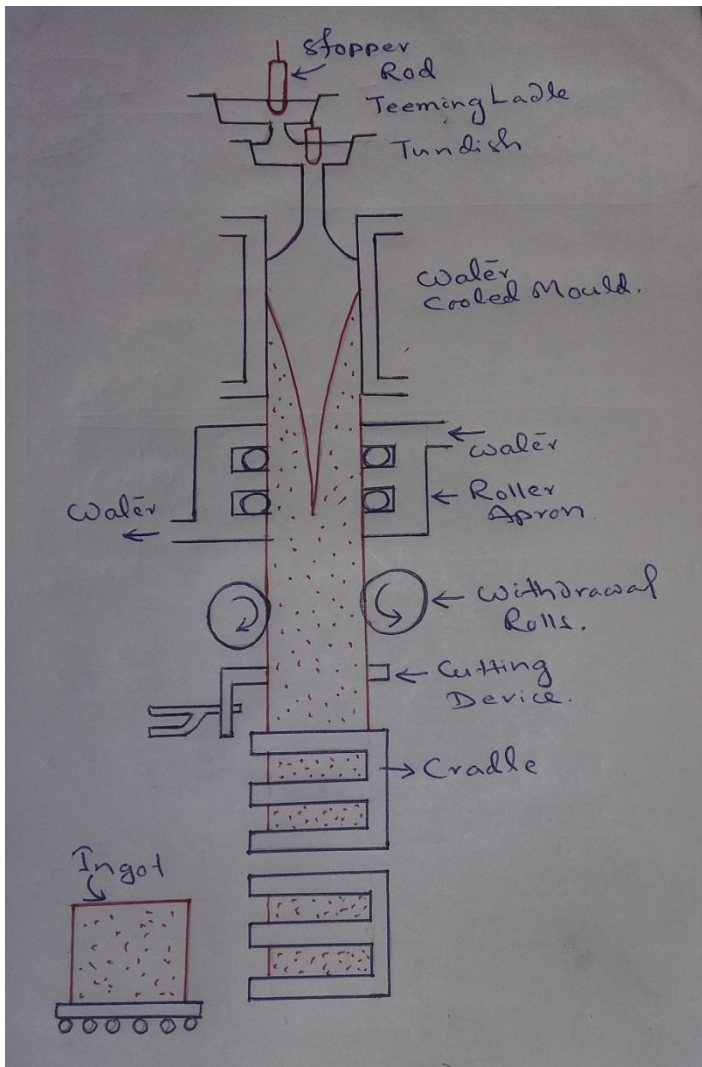 Stopper
Rod
Teeming Ladle
Tundish
Water
Cooled Mould.
Water
Roller
Apron
Water
Withdrawal
Rolls.
Cutting
Device.
Cradle
Ingot